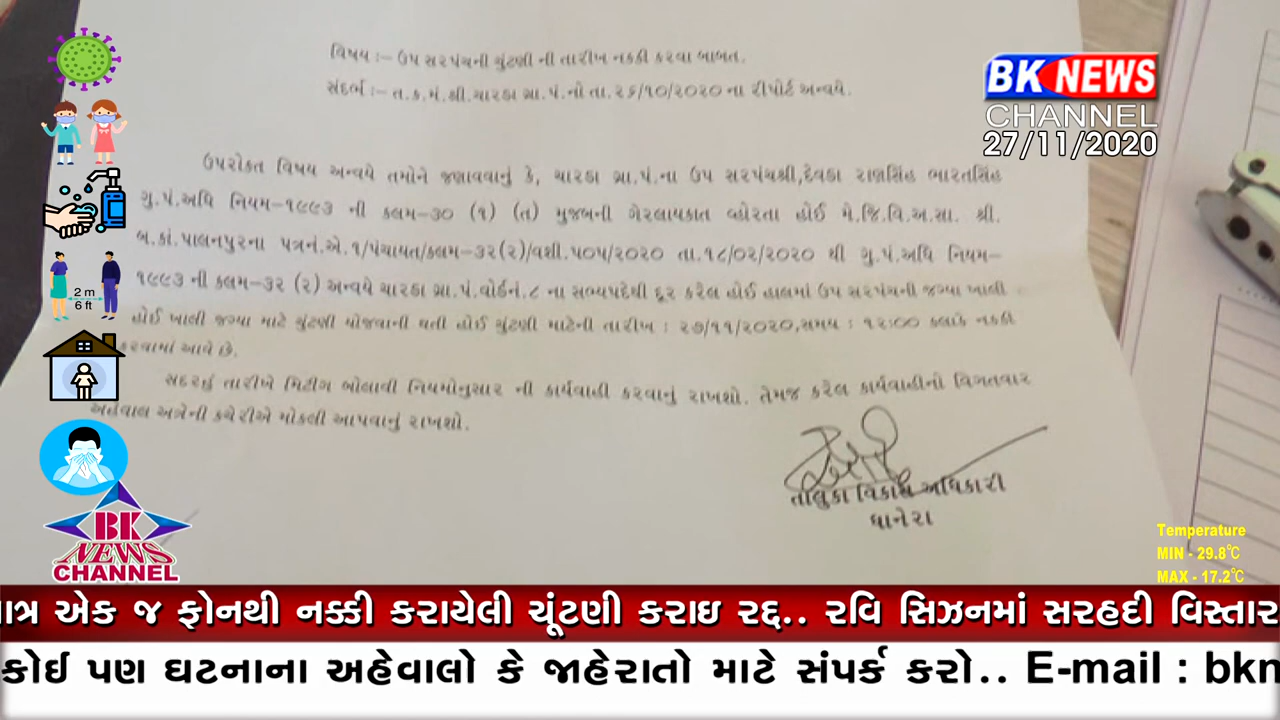 વિષય :– ઉપ સરપંચની ચુંટણી ની તારીખ નક્કી કરવા બાબત.
સંદર્ભ :– ત.ક.મં.શ્રી.ચારડા ગ્રા.પં.નો તા.૨૬/૧૦/૨૦૨૦ ના રીપોર્ટ અન્વયે.
BK NEWS
CHANNEL
27/11/2020
ઉપરોક્ત વિષય અન્વયે તમોને જણાવવાનું કે, ચારડા ગ્રા.પં.ના ઉપ સરપંચશ્રી,દેવડા રાણસિંહ ભારતસિંહ
ગુ.પં.અધિ નિયમ–૧૯૯૩ ની કલમ–૩૦ (૧) (ત) મુજબની ગેરલાયકાત વ્હોરતા હોઈ મે.જિ.વિ.અ.સા. શ્રી.
બ.કાં.પાલનપુરના પત્રનં.એ.૧/પંચાયત/કલમ–૩૨(૨)/વશી.૫૦૫/૨૦૨૦ તા.૧૮/૦૨/૨૦૨૦ થી ગુ.પં.અધિ નિયમ–
૧૯૯૩ ની કલમ–૩૨ (૨) અન્વયે ચારડા ગ્રા.પં.વોર્ડનં.૮ ના સભ્યપદેથી દૂર કરેલ હોઈ હાલમાં ઉપ સરપંચની જગ્યા ખાલી
હોઈ ખાલી જગ્યા માટે ચુંટણી યોજવાની થતી હોઈ ચુંટણી માટેની તારીખ : ૨૭/૧૧/૨૦૨૦,સમય : ૧૨:૦૦ કલાકે નક્કી
કરવામાં આવે છે.
સદરહું તારીખે મિટીંગ બોલાવી નિયમોનુસાર ની કાર્યવાહી કરવાનું રાખશો. તેમજ કરેલ કાર્યવાહીનો વિગતવાર
અહેવાલ અત્રેની કચેરીએ મોકલી આપવાનું રાખશો.
તાલુકા વિકાસ અધિકારી
ધાનેરા
2 m
6 ft
BK
NEWS
CHANNEL
Temperature
MIN - 29.8℃
MAX - 17.2℃
માત્ર એક જ ફોનથી નક્કી કરાયેલી ચૂંટણી કરાઇ રદ્દ.. રવિ સિઝનમાં સરહદી વિસ્તાર
કોઈ પણ ઘટનાના અહેવાલો કે જાહેરાતો માટે સંપર્ક કરો.. E-mail : bkn